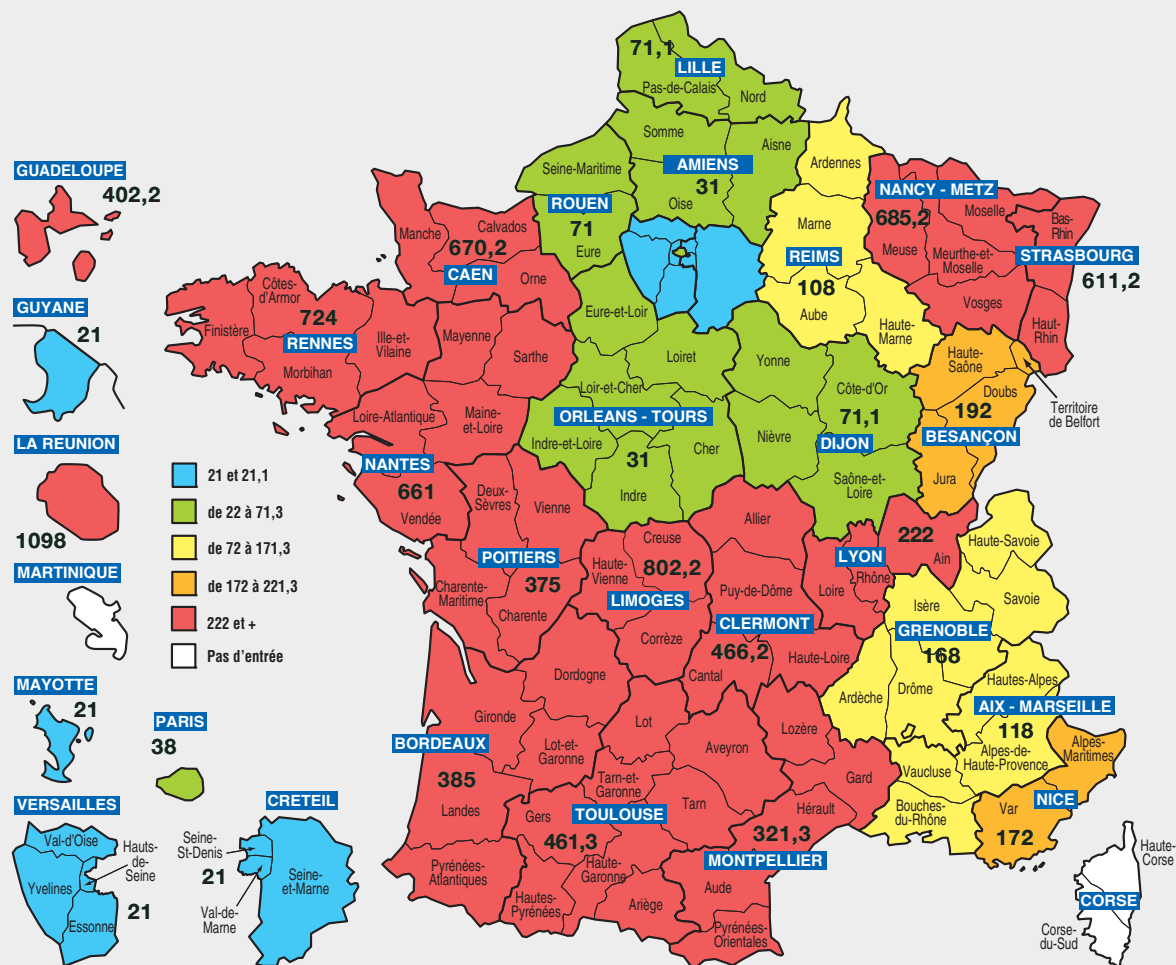 71,1
LILLE
Pas-de-Calais
Nord
Somme
Aisne
AMIENS
31
Oise
Seine-Maritime
ROUEN
71
Eure
Ardennes
Marne
REIMS
108
Aube
Haute-
Marne
NANCY - METZ
685,2
Moselle
Meuse
Meurthe-et-
Moselle
Vosges
Bas-
Rhin
STRASBOURG
611,2
Haut-
Rhin
GUADELOUPE
402,2
GUYANE
21
LA REUNION
1098
MARTINIQUE
MAYOTTE
21
PARIS
38
Manche
Calvados
670,2
CAEN
Orne
Côtes-
d'Armor
Finistère
724
RENNES
Ille-et-
Vilaine
Morbihan
Mayenne
Sarthe
Loire-Atlantique
Maine-
et-Loire
NANTES
661
Vendée
Eure-et-Loir
Loiret
Loir-et-Cher
ORLEANS - TOURS
Indre-et-Loire
31
Cher
Indre
Yonne
Côte-d'Or
71,1
Nièvre
DIJON
Saône-et-
Loire
Haute-
Saône
Doubs
192
BESANÇON
Jura
Territoire
de Belfort
21 et 21,1
de 22 à 71,3
de 72 à 171,3
de 172 à 221,3
222 et +
Pas d'entrée
Deux-
Sèvres
Vienne
POITIERS
375
Charente-
Maritime
Charente
Creuse
Haute-
Vienne
802,2
LIMOGES
Corrèze
Allier
Puy-de-Dôme
CLERMONT
466,2
Haute-Loire
Cantal
LYON
222
Ain
Loire
Rhône
Haute-Savoie
Savoie
Isère
GRENOBLE
168
Ardèche
Drôme
Hautes-Alpes
AIX - MARSEILLE
118
Alpes-de-
Haute-Provence
Vaucluse
Bouches-
du-Rhône
Alpes-
Maritimes
NICE
Var
172
Dordogne
Gironde
BORDEAUX
385
Lot-et-
Garonne
Landes
Pyrénées-
Atlantiques
Lot
Aveyron
Tarn-et-
Garonne
TOULOUSE
Gers
461,3
Tarn
Haute-
Garonne
Hautes-
Pyrénées
Ariège
Lozère
Gard
Hérault
321,3
MONTPELLIER
Aude
Pyrénées-
Orientales
VERSAILLES
Val-d'Oise
Hauts-
de-
Seine
Yvelines
21
Essonne
CRETEIL
Seine-
St-Denis
21
Seine-
et-Marne
Val-de-
Marne
Haute-
Corse
CORSE
Corse-
du-Sud